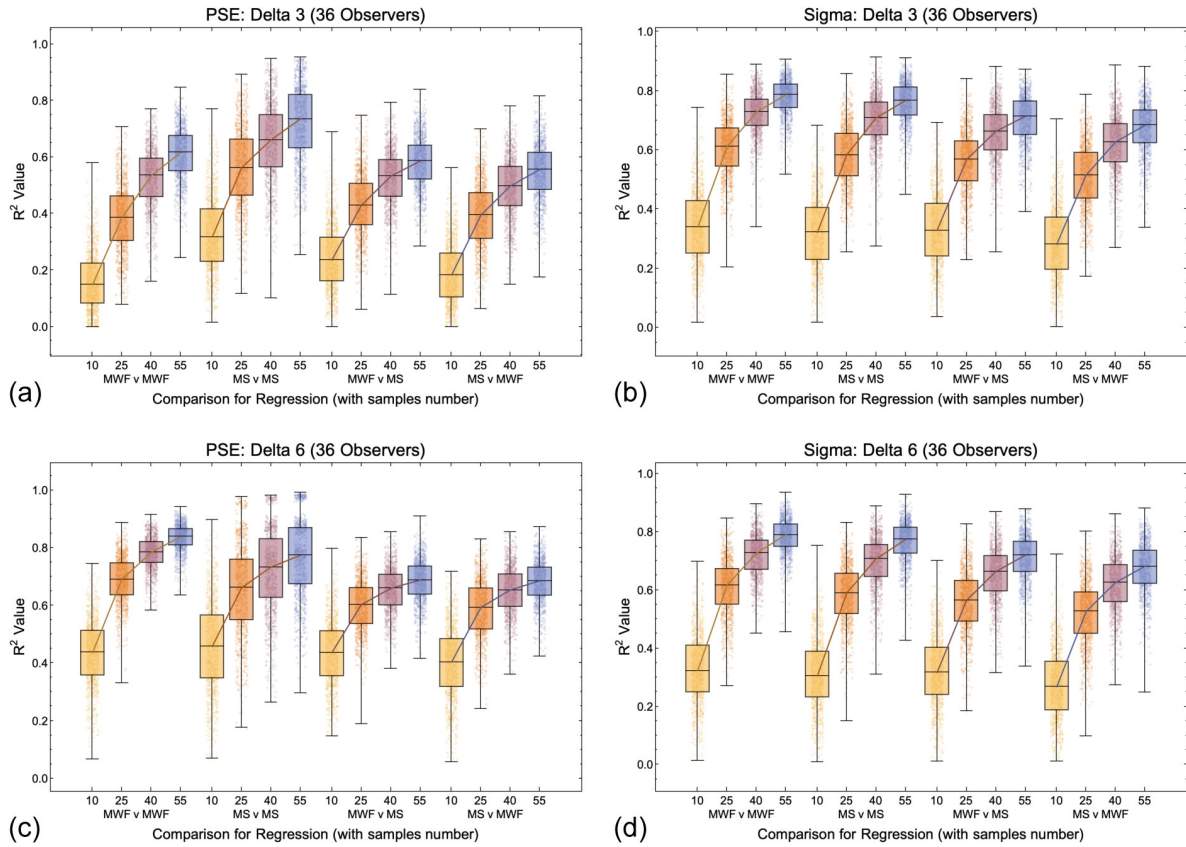 PSE: Delta 3 (36 Observers)
1.0
0.8
0.6
0.4
0.2
0.0
R² Value
10 25 40 55 10 25 40 55 10 25 40 55 10 25 40 55
MWF v MWF MS v MS MWF v MS MS v MWF
Comparison for Regression (with samples number)
(a)
Sigma: Delta 3 (36 Observers)
1.0
0.8
0.6
0.4
0.2
0.0
R² Value
10 25 40 55 10 25 40 55 10 25 40 55 10 25 40 55
MWF v MWF MS v MS MWF v MS MS v MWF
Comparison for Regression (with samples number)
(b)
PSE: Delta 6 (36 Observers)
1.0
0.8
0.6
0.4
0.2
0.0
R² Value
10 25 40 55 10 25 40 55 10 25 40 55 10 25 40 55
MWF v MWF MS v MS MWF v MS MS v MWF
Comparison for Regression (with samples number)
(c)
Sigma: Delta 6 (36 Observers)
1.0
0.8
0.6
0.4
0.2
0.0
R² Value
10 25 40 55 10 25 40 55 10 25 40 55 10 25 40 55
MWF v MWF MS v MS MWF v MS MS v MWF
Comparison for Regression (with samples number)
(d)